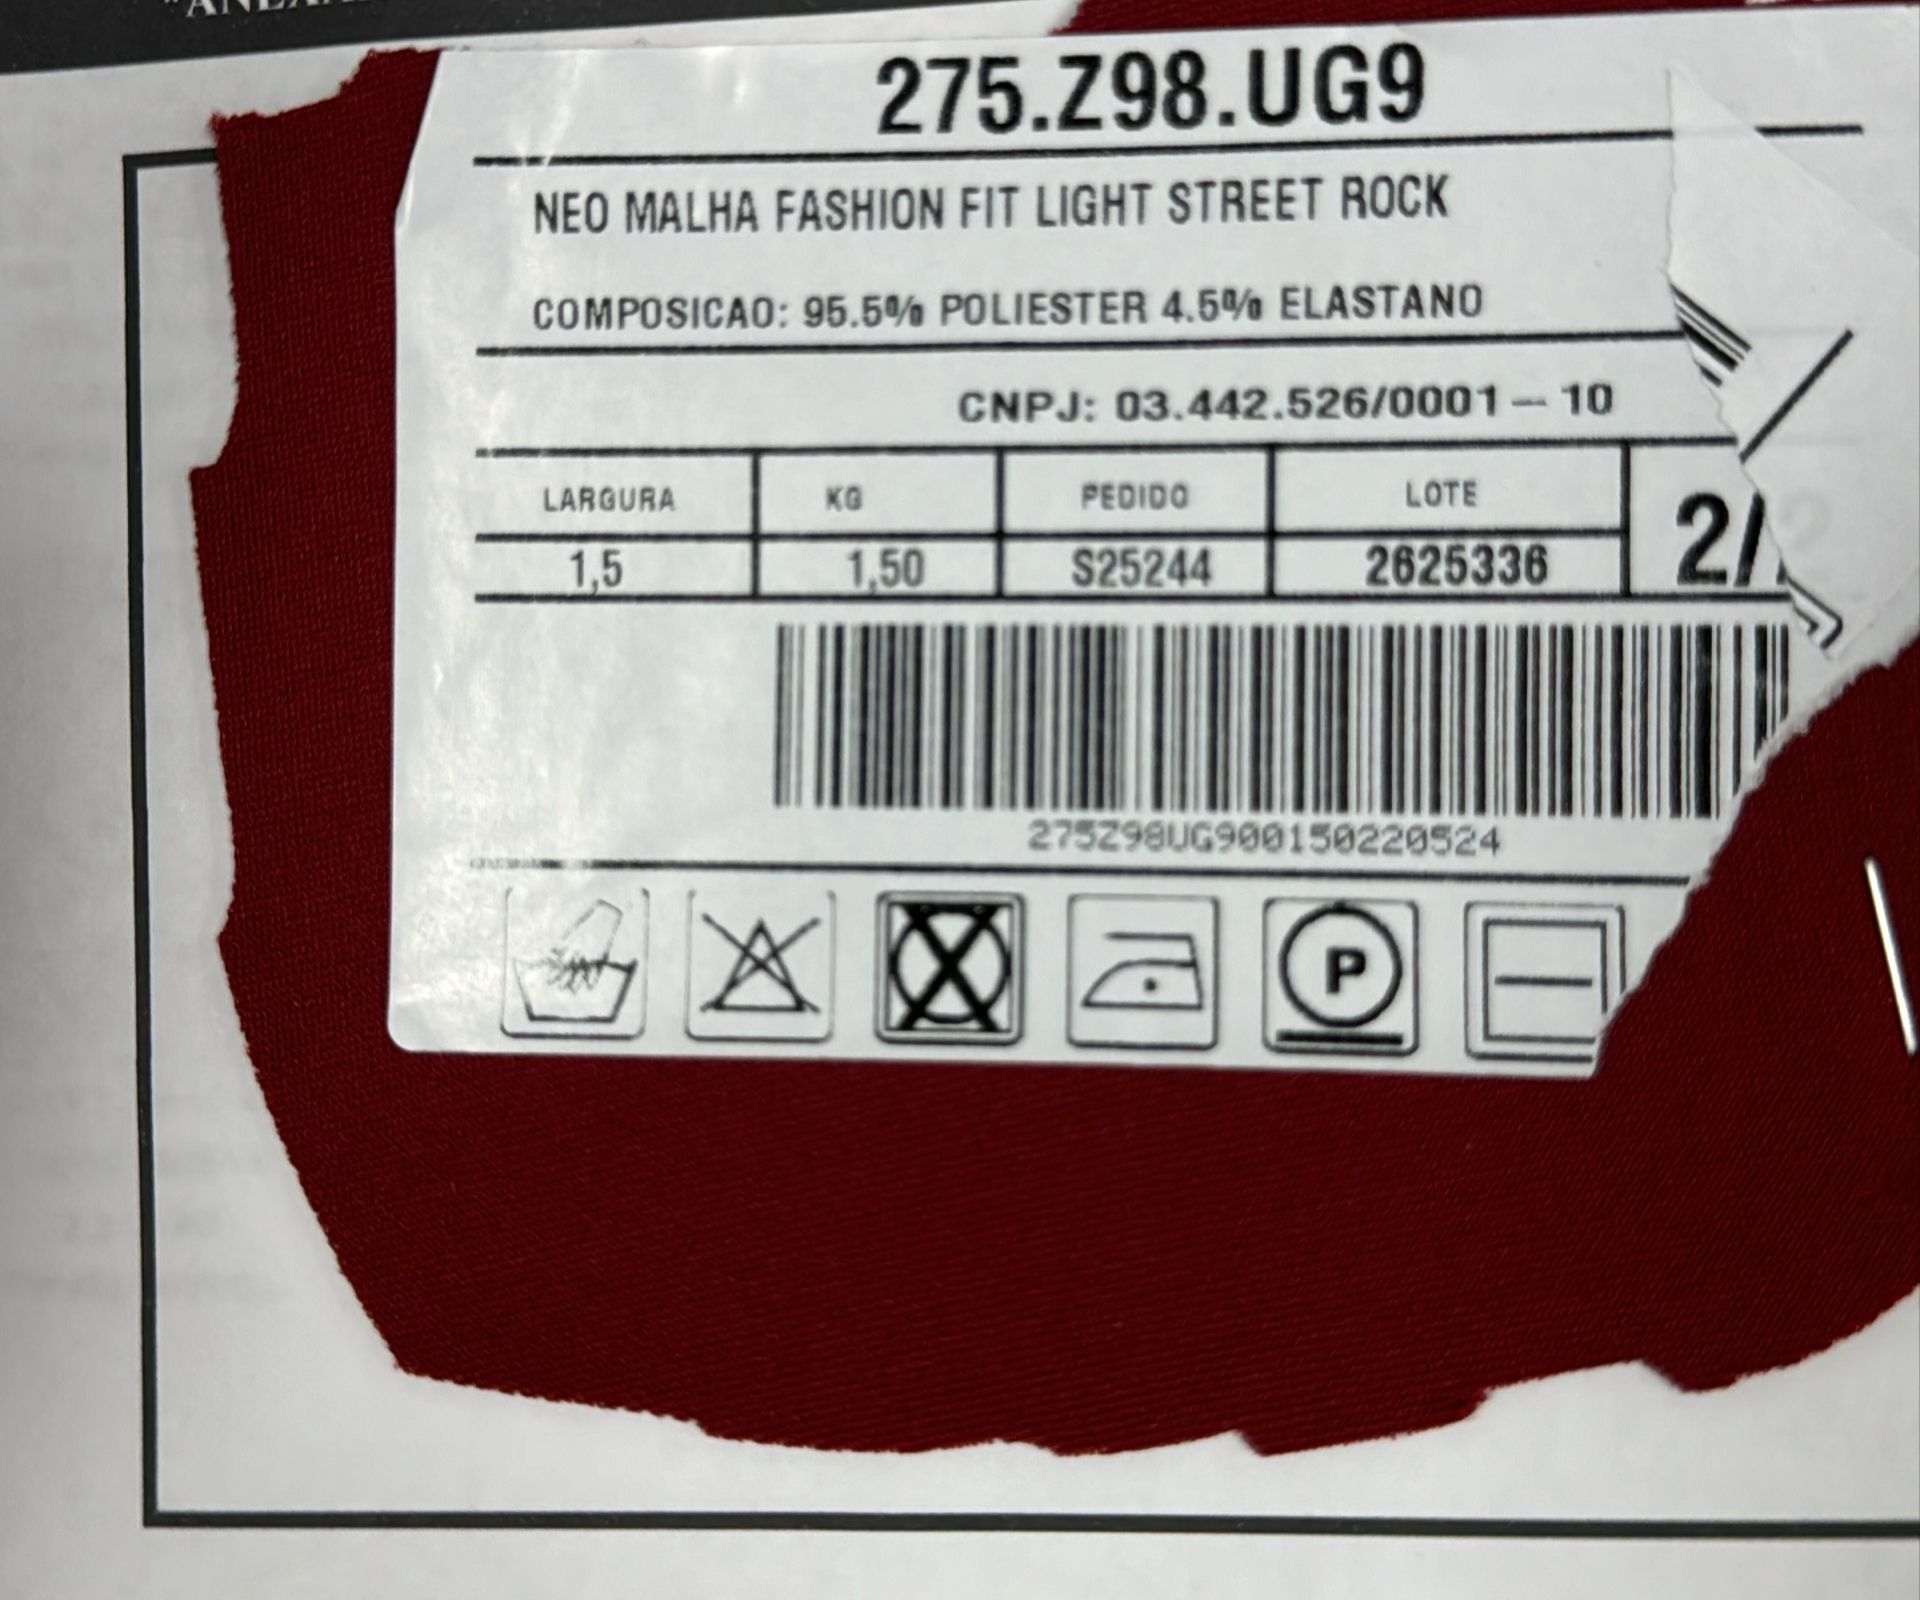 275.Z98.UG9
NEO MALHA FASHION FIT LIGHT STREET ROCK
COMPOSICAO: 95.5% POLIESTER 4.5% ELASTANO
CNPJ: 03.442.526/0001 — 10
LARGURA KG PEDIDO LOTE
1,5 1,50 S25244 2625336 2/
275Z98UG900150220524
P